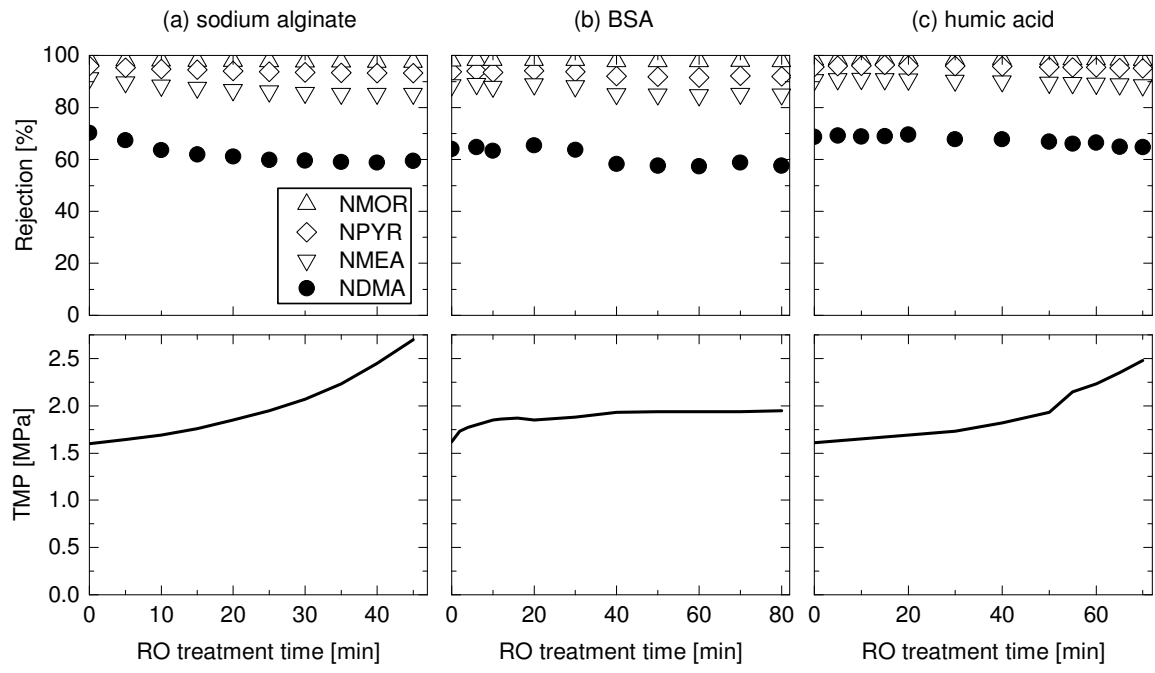 (a) sodium alginate (b) BSA (c) humic acid
100
80
60
40
20
0
Rejection [%]
NMOR
NPYR
NMEA
NDMA
2.5
2.0
1.5
1.0
0.5
0.0
TMP [MPa]
0 10 20 30 40 0 20 40 60 80 0 20 40 60
RO treatment time [min] RO treatment time [min] RO treatment time [min]